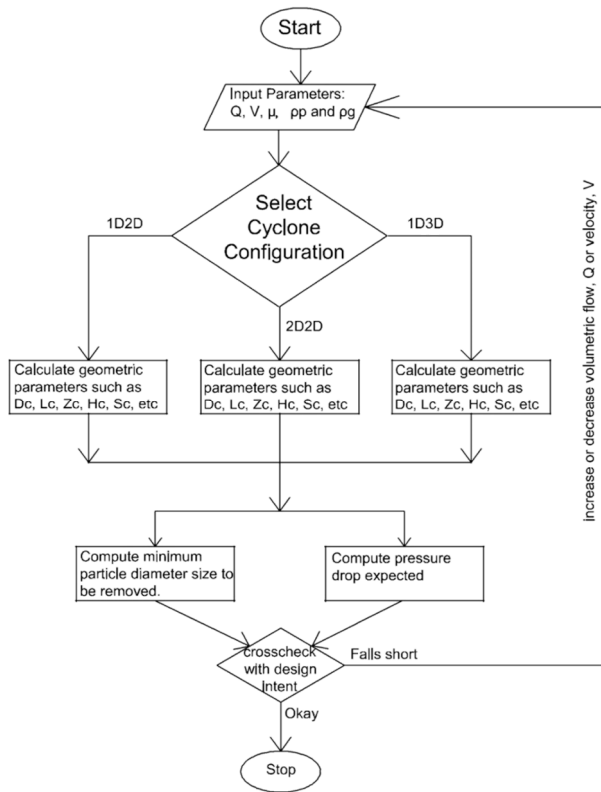 Start
Input Parameters:
Q, V, μ, ρp and ρg
Select
Cyclone
Configuration
1D2D
1D3D
2D2D
Calculate geometric
parameters such as
Dc, Lc, Zc, Hc, Sc, etc
Calculate geometric
parameters such as
Dc, Lc, Zc, Hc, Sc, etc
Calculate geometric
parameters such as
Dc, Lc, Zc, Hc, Sc, etc
Compute minimum
particle diameter size to
be removed.
Compute pressure
drop expected
crosscheck
with design
Intent
Falls short
Okay
Stop
increase or decrease volumetric flow, Q or velocity, V